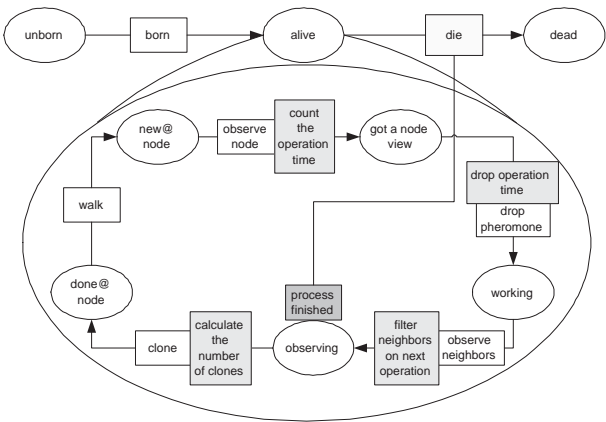 unborn
born
alive
die
dead
new@
node
observe
node
count
the
operation
time
got a node
view
drop operation
time
drop
pheromone
walk
done@
node
working
process
finished
clone
calculate
the
number
of clones
observing
filter
neighbors
on next
operation
observe
neighbors